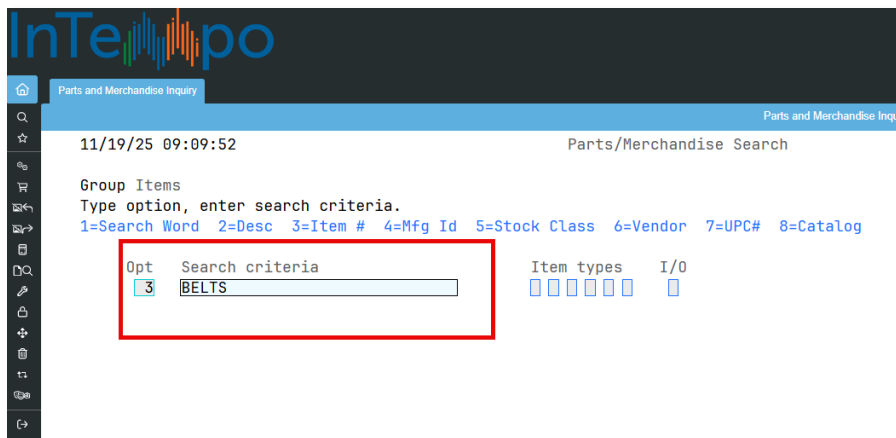 InTempo
Parts and Merchandise Inquiry
Parts and Merchandise Inqu
11/19/25 09:09:52 Parts/Merchandise Search
Group Items
Type option, enter search criteria.
1=Search Word 2=Desc 3=Item # 4=Mfg Id 5=Stock Class 6=Vendor 7=UPC# 8=Catalog
Opt Search criteria Item types I/O
3 BELTS